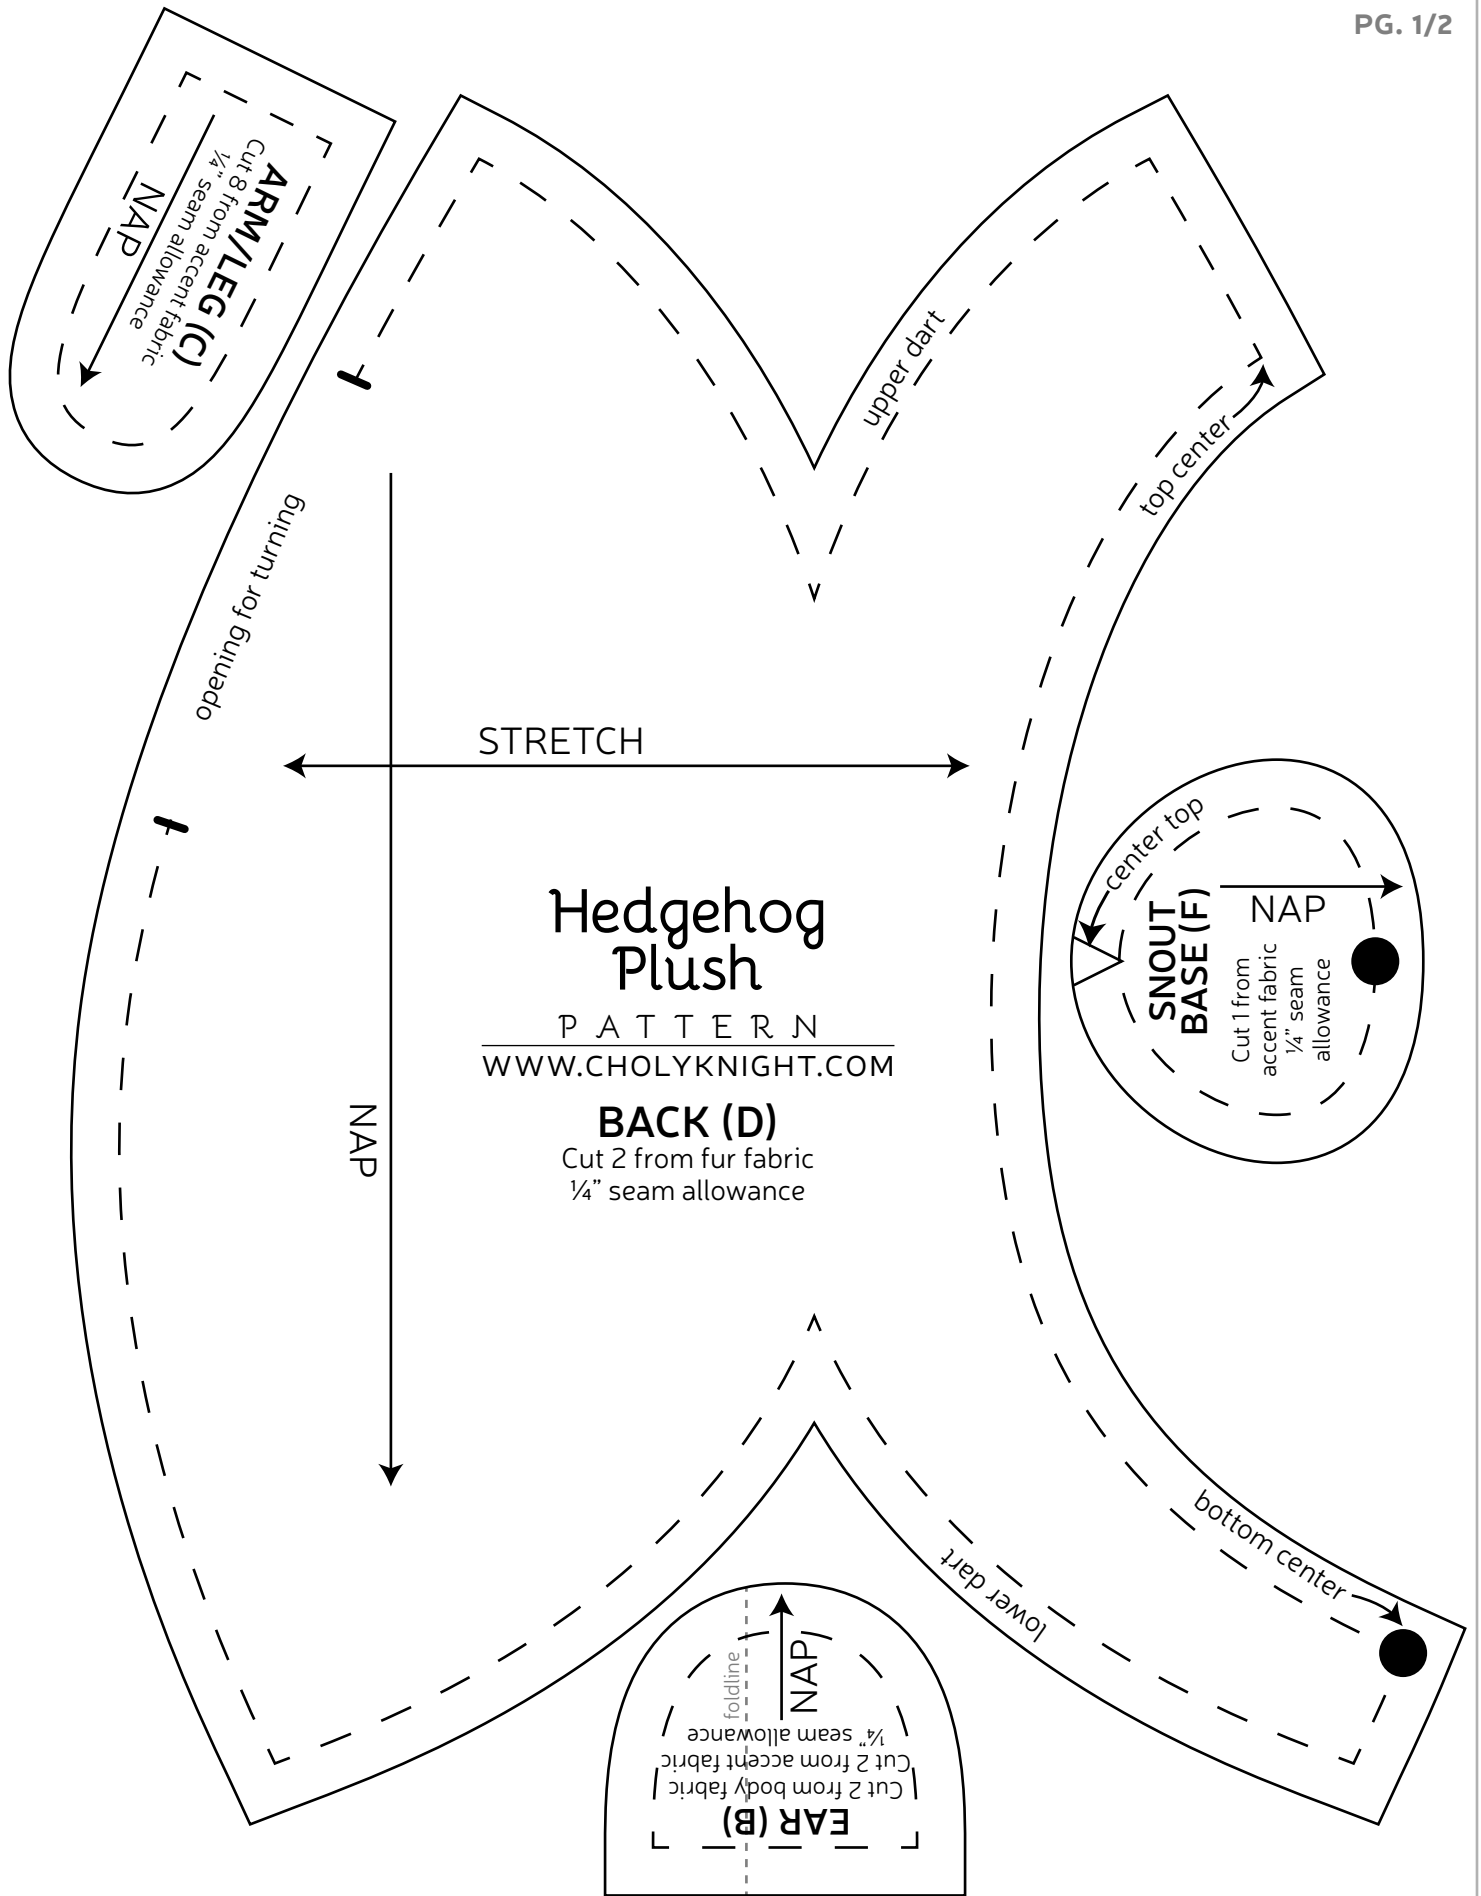 PG. 1/2
ARM/LEG (C)
Cut 8 from accent fabric
¼” seam allowance
NAP
upper dart
top center
opening for turning
STRETCH
NAP
Hedgehog
Plush
PATTERN
WWW.CHOLYKNIGHT.COM
BACK (D)
Cut 2 from fur fabric
¼” seam allowance
center top
SNOUT
BASE (F)
NAP
Cut 1 from
accent fabric
¼” seam
allowance
bottom center
lower dart
EAR (B)
Cut 2 from body fabric
Cut 2 from accent fabric
¼” seam allowance
NAP
foldline